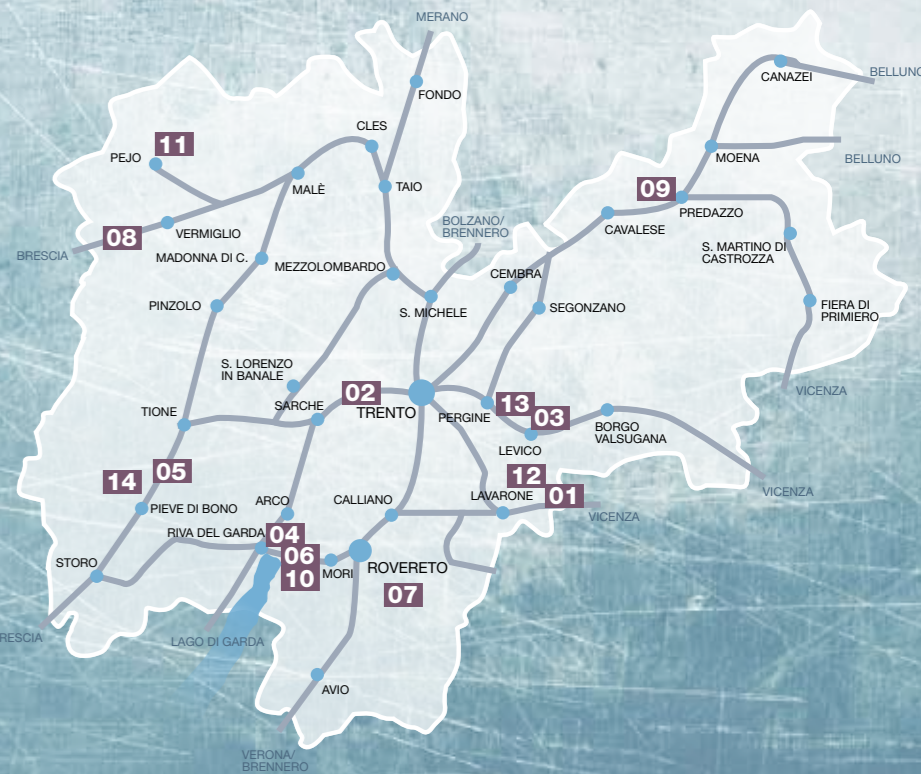 MERANO
CANAZEI
BELLUNO
FONDO
CLES
11
PEJO
MOENA
BELLUNO
MALÈ
TAIO
09
PREDAZZO
BOLZANO/
BRENNERO
CAVALESE
08
VERMIGLIO
BRESCIA
MADONNA DI C.
MEZZOLOMBARDO
S. MARTINO DI
CASTROZZA
CEMBRA
PINZOLO
S. MICHELE
SEGONZANO
FIERA DI
PRIMIERO
S. LORENZO
IN BANALE
02
TRENTO
VICENZA
TIONE
SARCHE
PERGINE
13
03
BORGO
VALSUGANA
LEVICO
14
05
12
01
VICENZA
PIEVE DI BONO
ARCO
CALLIANO
LAVARONE
VICENZA
RIVA DEL GARDA
04
06
10
STORO
MORI
ROVERETO
07
RESCIA
LAGO DI GARDA
AVIO
VERONA/
BRENNERO